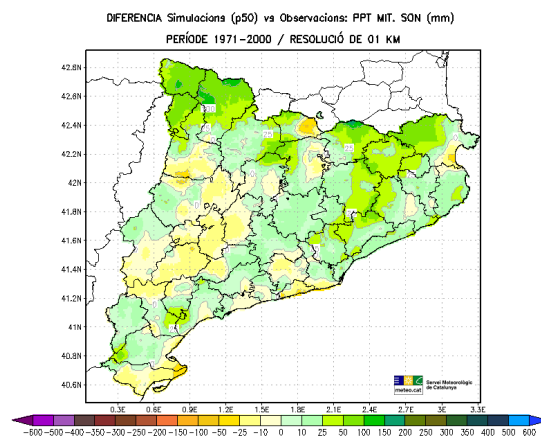 DIFERENCIA Simulacions (p50) vs Observacions: PPT MIT. SON (mm)
PERÍODE 1971-2000 / RESOLUCIÓ DE 01 KM
42.8N
42.6N
42.4N
42.2N
42N
41.8N
41.6N
41.4N
41.2N
41N
40.8N
40.6N
meteo.cat
Servei Meteorològic
de Catalunya
0.3E 0.6E 0.9E 1.2E 1.5E 1.8E 2.1E 2.4E 2.7E 3E 3.3E
-600 -500 -400 -350 -300 -250 -200 -150 -100 -50 -25 -10 0 10 25 50 100 150 200 250 300 350 400 500 600